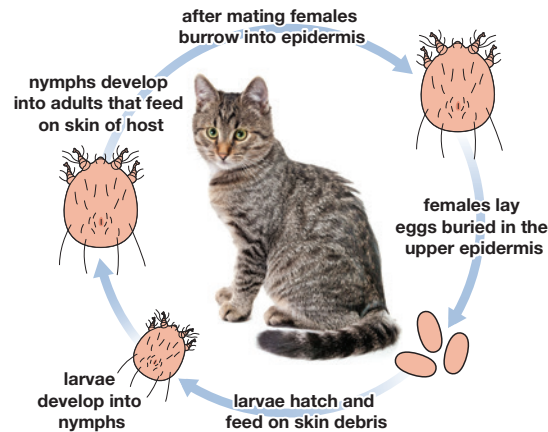 after mating females
burrow into epidermis
females lay
eggs buried in the
upper epidermis
larvae hatch and
feed on skin debris
larvae
develop into
nymphs
nymphs develop
into adults that feed
on skin of host